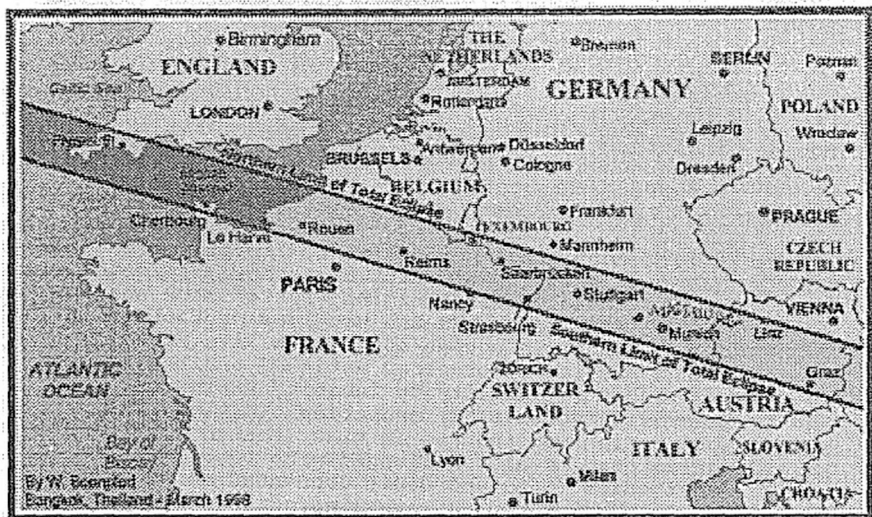 Birmingham
ENGLAND
Celtic Sea
LONDON
THE
NETHERLANDS
AMSTERDAM
Rotterdam
Bremen
GERMANY
BERLIN
Poznan
POLAND
Wroclaw
Leipzig
Dresden
Antwerpen
Düsseldorf
Cologne
BRUSSELS
BELGIUM
Northern Limit of Total Eclipse
Cherbourg
Le Havre
Rouen
LUXEMBOURG
Frankfurt
Mannheim
PRAGUE
CZECH
REPUBLIC
PARIS
Reims
Saarbrücken
Nancy
Stuttgart
Strasbourg
Munich
Linz
VIENNA
Southern Limit of Total Eclipse
Graz
FRANCE
ZÜRICH
SWITZER
LAND
AUSTRIA
ATLANTIC
OCEAN
Bay of
Biscay
Lyon
ITALY
SLOVENIA
Milan
Turin
CROATIA
By W.
Bangkok, Thailand - March 1998